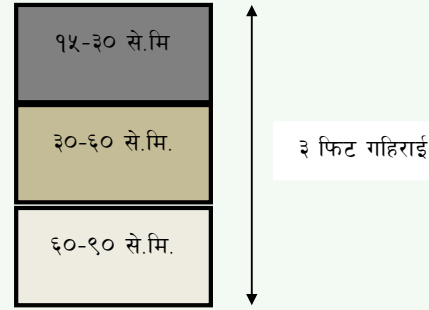 १५-३० से.मि
३०-६० से.मि.
३ फिट गहिराई
६०-९० से.मि.